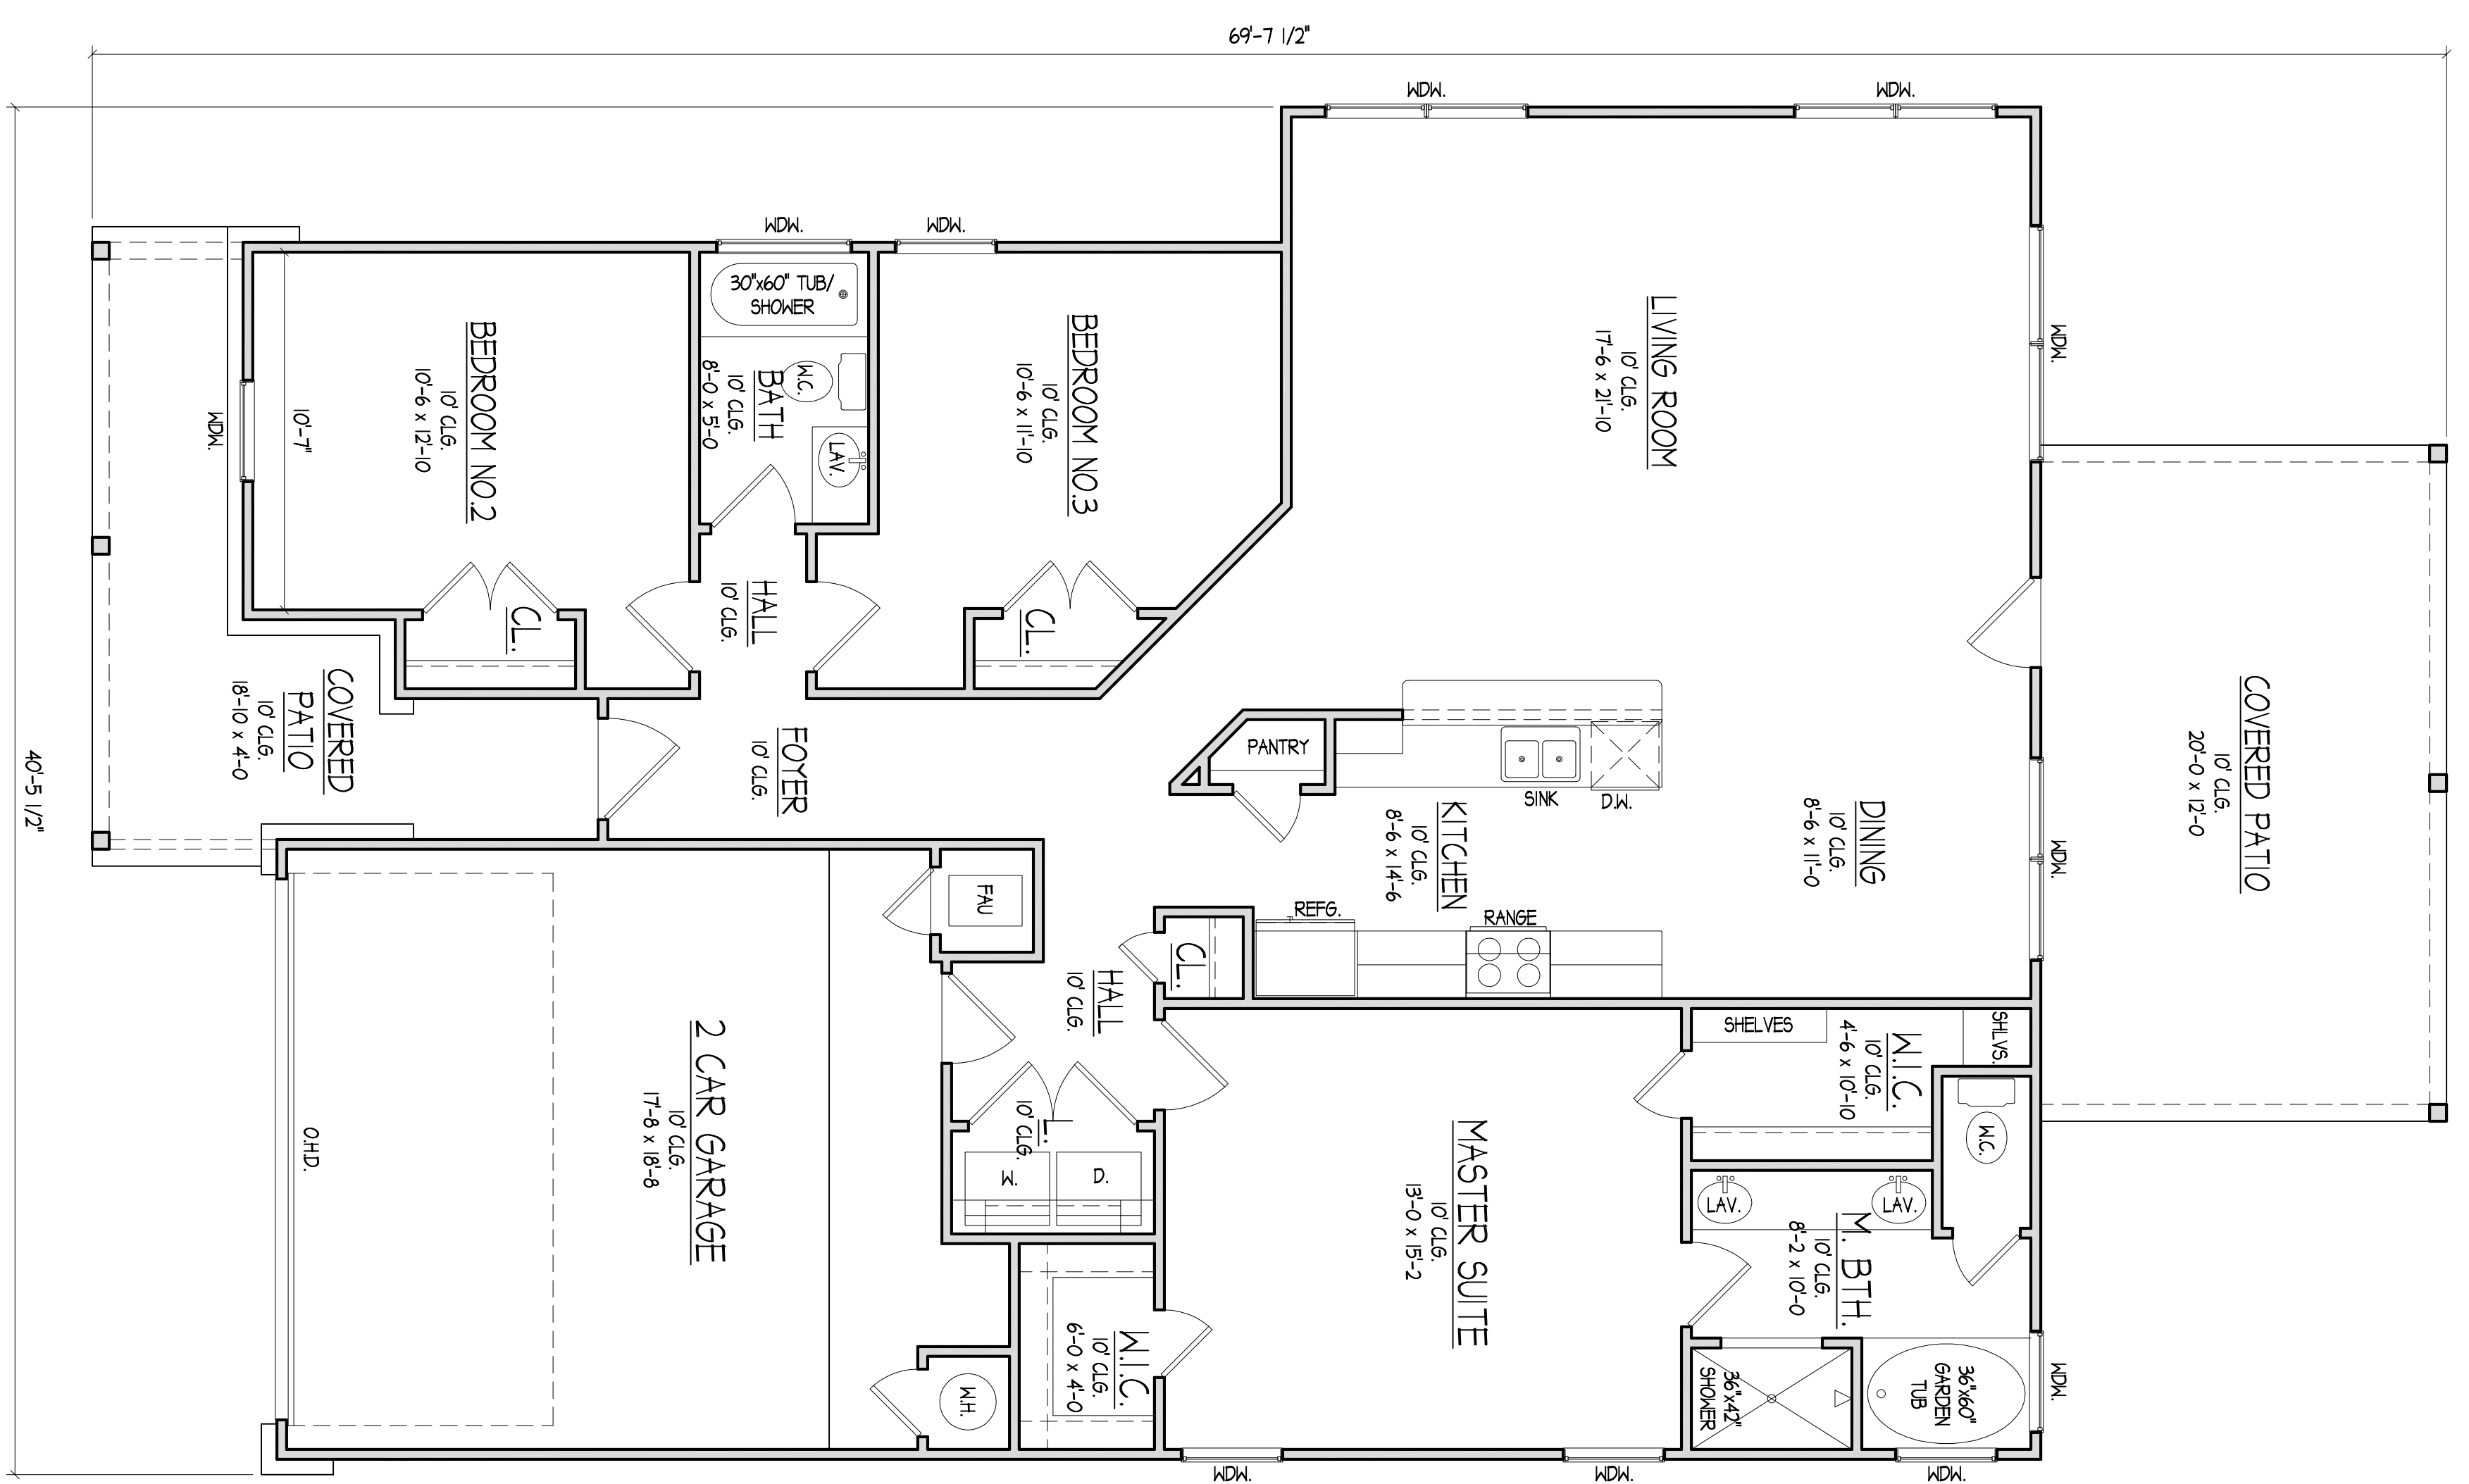 69'-7 1/2"
WDW.
WDW.
WDW.
WDW.
30"x60" TUB/
SHOWER
W.C.
LAV.
BATH
10' CLG.
8'-0 x 5'-0
BEDROOM NO.2
10' CLG.
10'-6 x 12'-10
10'-7"
WDW.
CL.
BEDROOM NO.3
10' CLG.
10'-6 x 11'-10
CL.
HALL
10' CLG.
LIVING ROOM
10' CLG.
17'-6 x 21'-10
WDW.
COVERED PATIO
10' CLG.
20'-0 x 12'-0
COVERED
PATIO
10' CLG.
18'-10 x 4'-0
40'-5 1/2"
FOYER
10' CLG.
PANTRY
SINK
D.W.
KITCHEN
10' CLG.
8'-6 x 14'-6
REFG.
RANGE
DINING
10' CLG.
8'-6 x 11'-0
WDW.
FAU
CL.
HALL
10' CLG.
2 CAR GARAGE
10' CLG.
17'-8 x 18'-8
O.H.D.
L.
10' CLG.
W.
D.
W.I.C.
10' CLG.
6'-0 x 4'-0
W.H.
MASTER SUITE
10' CLG.
13'-0 x 15'-2
SHELVES
SHLVS.
W.I.C.
10' CLG.
4'-6 x 10'-10
W.C.
LAV.
LAV.
M. BTH.
10' CLG.
8'-2 x 10'-0
36"x42"
SHOWER
36"x60"
GARDEN
TUB
WDW.
WDW.
WDW.
WDW.